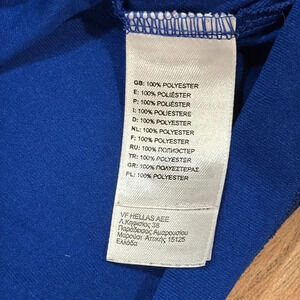 GB: 100% POLYESTER
E: 100% POLIÉSTER
P: 100% POLIÉSTER
I: 100% POLIESTERE
D: 100% POLYESTER
NL: 100% POLYESTER
F: 100% POLYESTER
RU: 100% ПОЛИЭСТЕР
TR: 100% POLYESTER
GR: 100% ΠΟΛΥΕΣΤΕΡΑΣ
PL: 100% POLYESTER
VF HELLAS AEE
Λ.Κηφισίας 38
Παράδεισος Αμαρουσίου
Μαρούσι Αττικής 15125
Ελλάδα